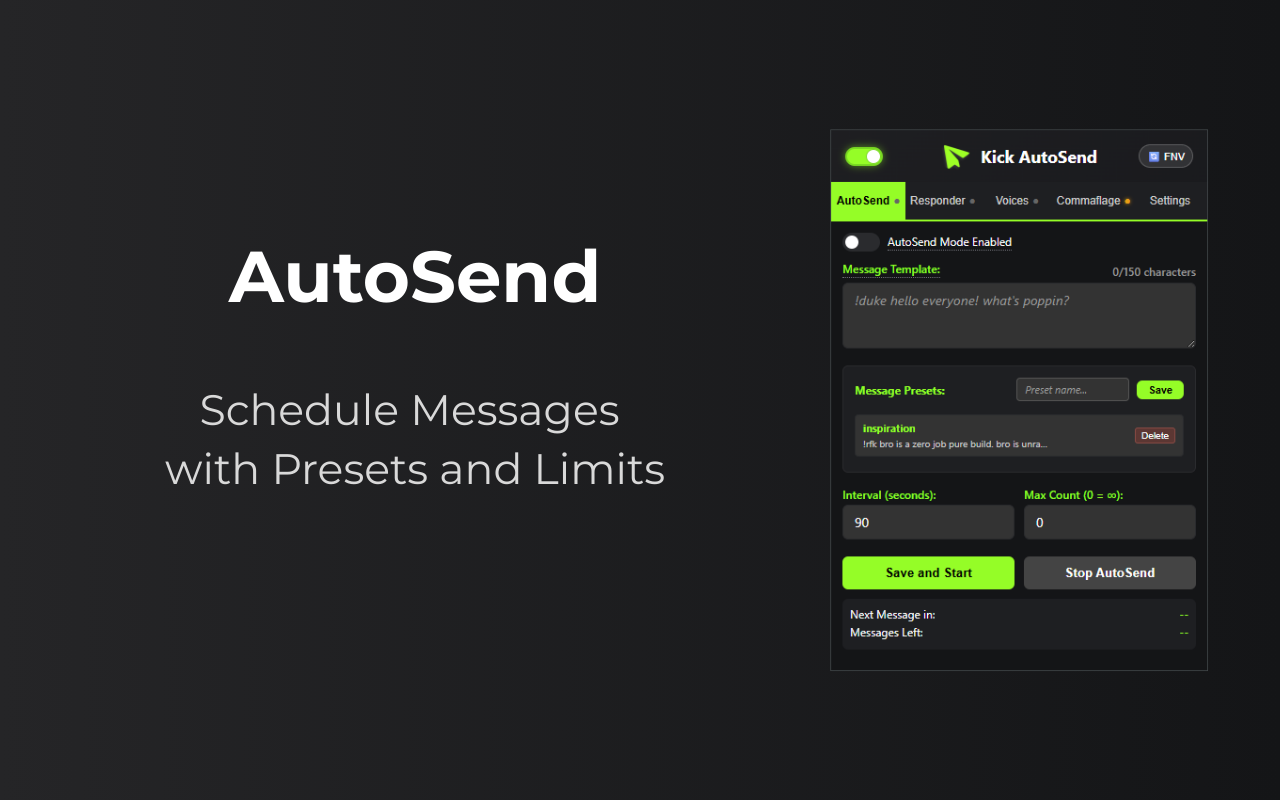 AutoSend
Schedule Messages
with Presets and Limits
Kick AutoSend
FNV
AutoSend
Responder
Voices
Commaflage
Settings
AutoSend Mode Enabled
Message Template:
0/150 characters
!duke hello everyone! what's poppin?
Message Presets:
Preset name...
Save
inspiration
!rfk bro is a zero job pure build. bro is unra...
Delete
Interval (seconds):
Max Count (0 = ∞):
90
0
Save and Start
Stop AutoSend
Next Message in:
--
Messages Left:
--